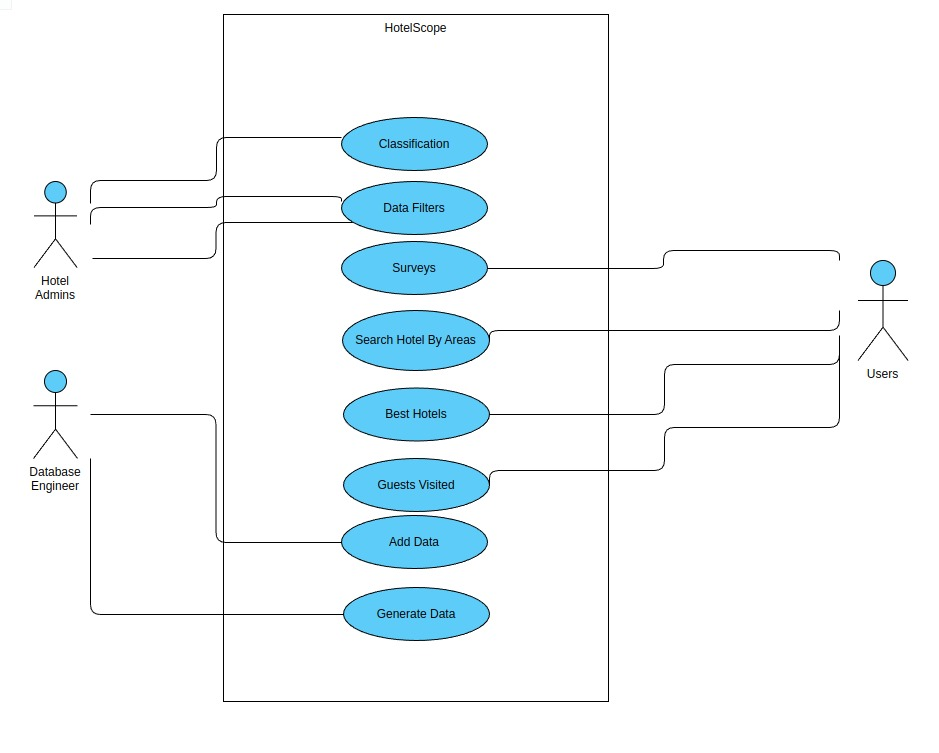 HotelScope
Classification
Data Filters
Surveys
Search Hotel By Areas
Best Hotels
Guests Visited
Add Data
Generate Data
Hotel
Admins
Database
Engineer
Users